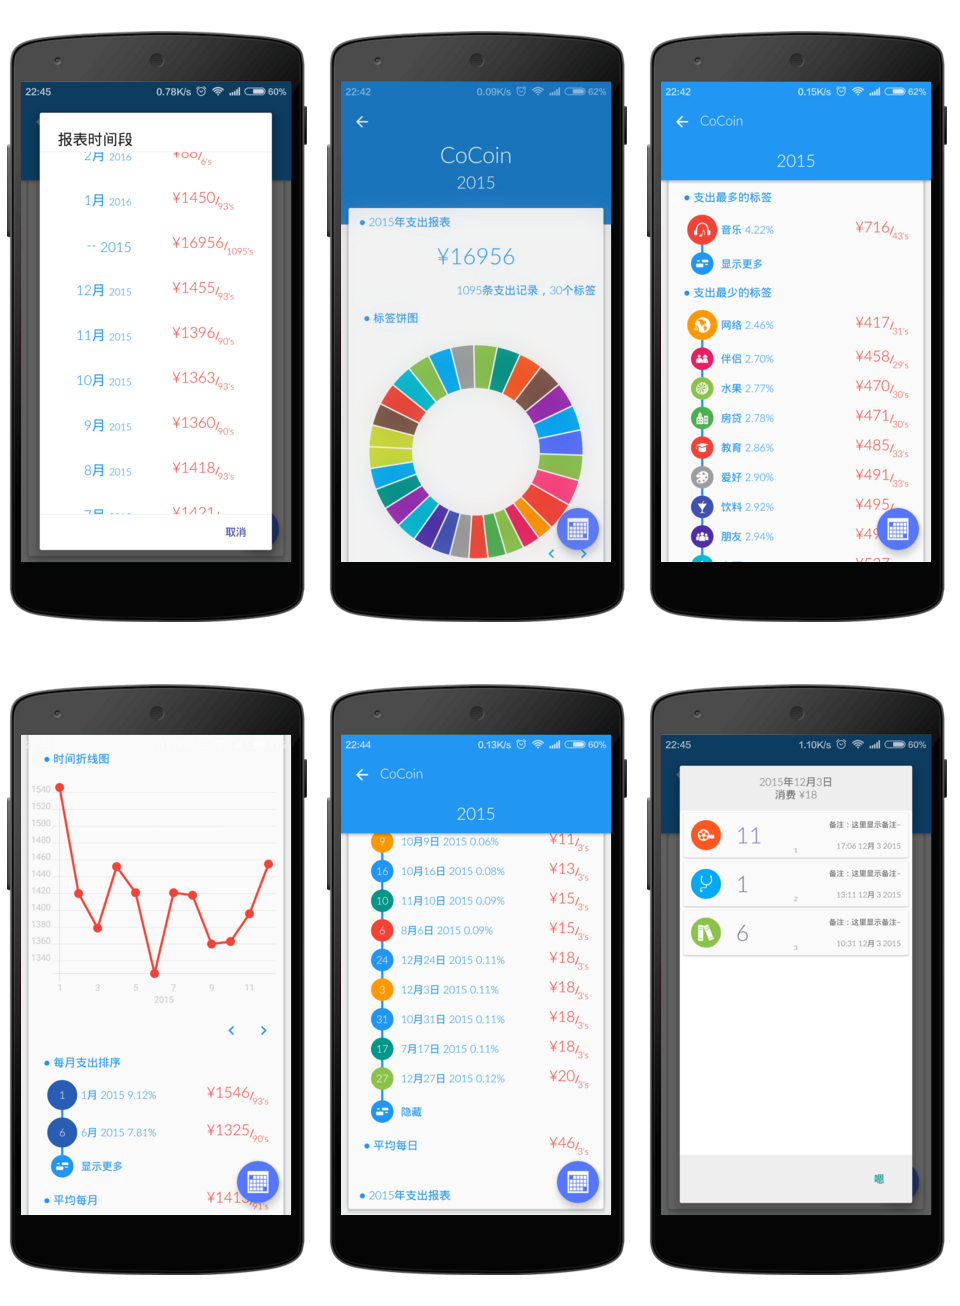 22:45
0.78K/s
60%
报表时间段
2月 2016
¥88/6's
1月 2016
¥1450/93's
-- 2015
¥16956/1095's
12月 2015
¥1455/93's
11月 2015
¥1396/90's
10月 2015
¥1363/93's
9月 2015
¥1360/90's
8月 2015
¥1418/93's
7月
¥1421/
取消
22:42
0.09K/s
62%
CoCoin
2015
2015年支出报表
¥16956
1095条支出记录，30个标签
标签饼图
22:42
0.15K/s
62%
CoCoin
2015
支出最多的标签
音乐 4.22%
¥716/43's
显示更多
支出最少的标签
网络 2.46%
¥417/31's
伴侣 2.70%
¥458/29's
水果 2.77%
¥470/30's
房贷 2.78%
¥471/30's
教育 2.86%
¥485/33's
爱好 2.90%
¥491/33's
饮料 2.92%
¥495/
朋友 2.94%
¥49
时间折线图
1540
1520
1500
1480
1460
1440
1420
1400
1380
1360
1340
1 3 5 7 9 11
2015
每月支出排序
1
1月 2015 9.12%
¥1546/93's
6
6月 2015 7.81%
¥1325/90's
显示更多
平均每月
¥1413/91's
22:44
0.13K/s
60%
CoCoin
2015
9
10月9日 2015 0.06%
¥11/3's
16
10月16日 2015 0.08%
¥13/3's
10
11月10日 2015 0.09%
¥15/3's
6
8月6日 2015 0.09%
¥15/3's
24
12月24日 2015 0.11%
¥18/3's
3
12月3日 2015 0.11%
¥18/3's
31
10月31日 2015 0.11%
¥18/3's
17
7月17日 2015 0.11%
¥18/3's
27
12月27日 2015 0.12%
¥20/3's
隐藏
平均每日
¥46/3's
2015年支出报表
22:45
1.10K/s
60%
2015年12月3日
消费 ¥18
11
备注：这里显示备注~
1
17:06 12月 3 2015
1
备注：这里显示备注~
2
13:11 12月 3 2015
6
备注：这里显示备注~
3
10:31 12月 3 2015
嗯